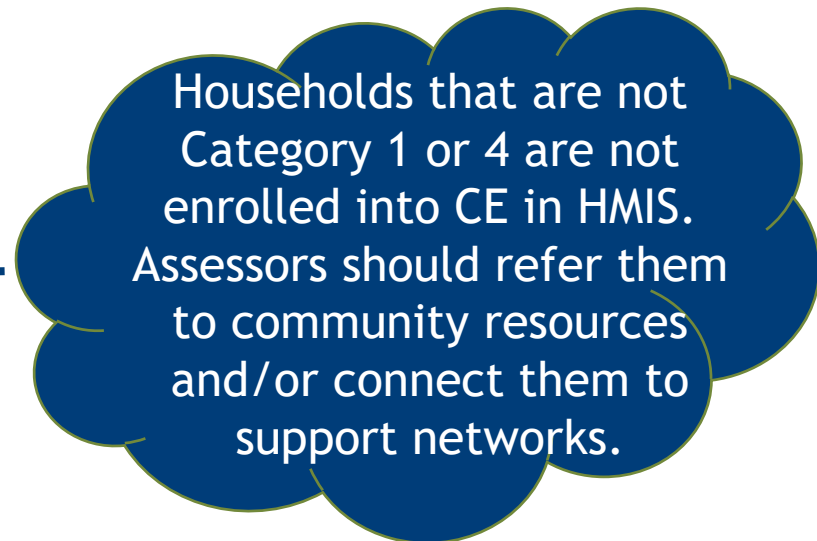 Households that are not
Category 1 or 4 are not
enrolled into CE in HMIS.
Assessors should refer them
to community resources
and/or connect them to
support networks.